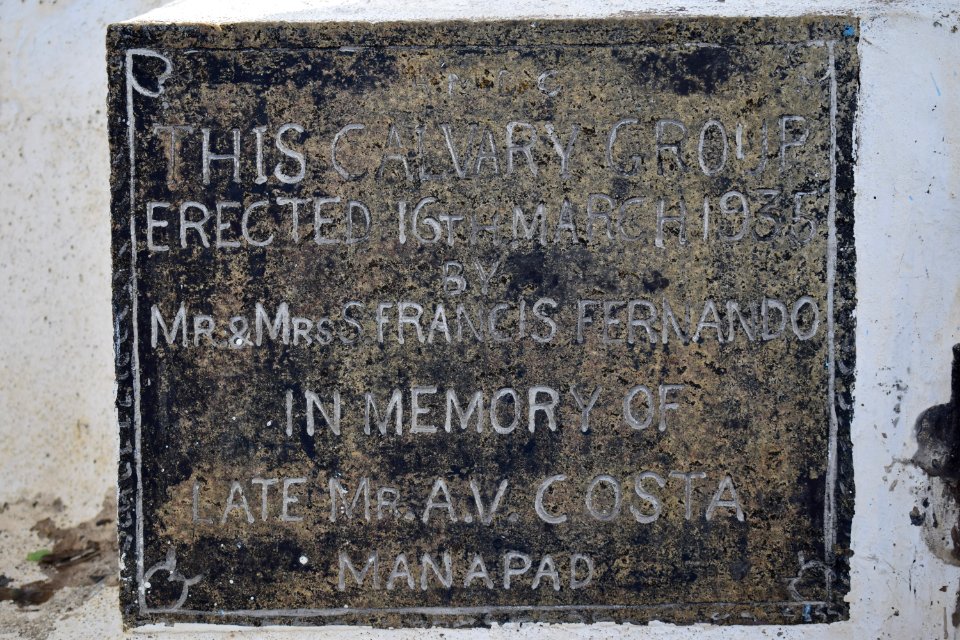 THIS CALVARY GROUP
ERECTED 16TH MARCH 1935
BY
MR. & MRS S FRANCIS FERNANDO
IN MEMORY OF
LATE MR. A.V. COSTA
MANAPAD